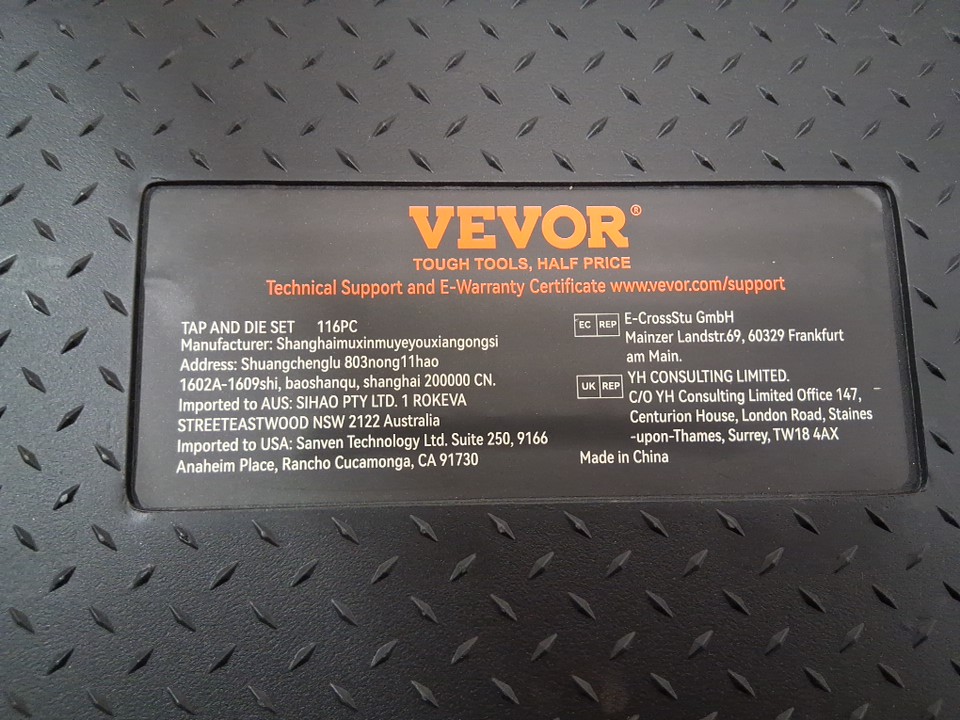 VEVOR®
TOUGH TOOLS, HALF PRICE
Technical Support and E-Warranty Certificate www.vevor.com/support
TAP AND DIE SET 116PC
Manufacturer: Shanghaimuxinmuyeyouxiangongsi
Address: Shuangchenglu 803nong11hao
1602A-1609shi, baoshanqu, shanghai 200000 CN.
Imported to AUS: SIHAO PTY LTD. 1 ROKEVA
STREETEASTWOOD NSW 2122 Australia
Imported to USA: Sanven Technology Ltd. Suite 250, 9166
Anaheim Place, Rancho Cucamonga, CA 91730
EC REP E-CrossStu GmbH
Mainzer Landstr.69, 60329 Frankfurt
am Main.
UK REP YH CONSULTING LIMITED.
C/O YH Consulting Limited Office 147,
Centurion House, London Road, Staines
-upon-Thames, Surrey, TW18 4AX
Made in China